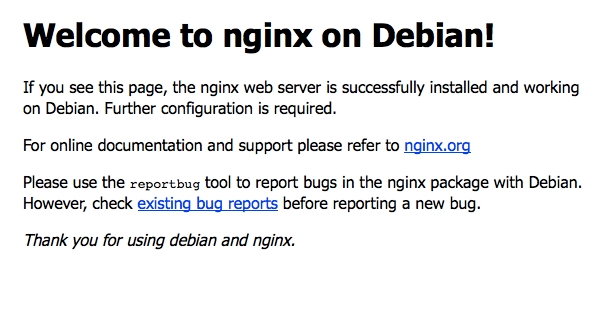 Welcome to nginx on Debian!
If you see this page, the nginx web server is successfully installed and working
on Debian. Further configuration is required.
For online documentation and support please refer to nginx.org
Please use the reportbug tool to report bugs in the nginx package with Debian.
However, check existing bug reports before reporting a new bug.
Thank you for using debian and nginx.